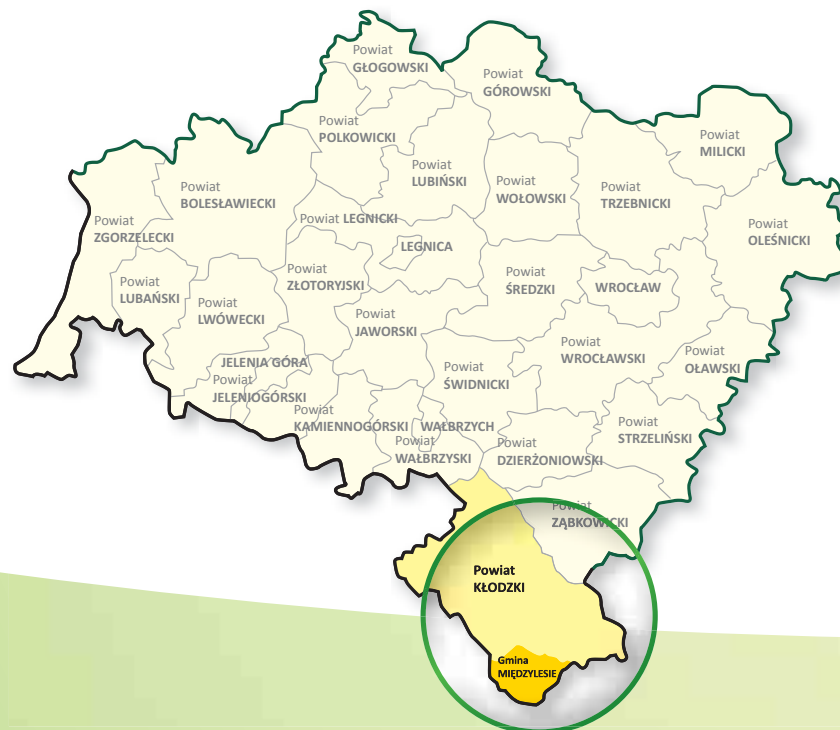 Powiat
GŁOGOWSKI
Powiat
GÓROWSKI
Powiat
POLKOWICKI
Powiat
MILICKI
Powiat
LUBIŃSKI
Powiat
WOŁOWSKI
Powiat
TRZEBNICKI
Powiat
BOLESŁAWIECKI
Powiat
ZGORZELECKI
Powiat LEGNICKI
LEGNICA
Powiat
OLEŚNICKI
Powiat
LUBAŃSKI
Powiat
ZŁOTORYJSKI
Powiat
ŚREDZKI
WROCŁAW
Powiat
LWÓWECKI
Powiat
JAWORSKI
Powiat
WROCŁAWSKI
Powiat
OŁAWSKI
JELENIA GÓRA
Powiat
JELENIOGÓRSKI
Powiat
ŚWIDNICKI
Powiat
KAMIENNOGÓRSKI
WAŁBRZYCH
Powiat
WAŁBRZYSKI
Powiat
DZIERŻONIOWSKI
Powiat
STRZELIŃSKI
Powiat
ZĄBKOWICKI
Powiat
KŁODZKI
Gmina
MIĘDZYLESIE